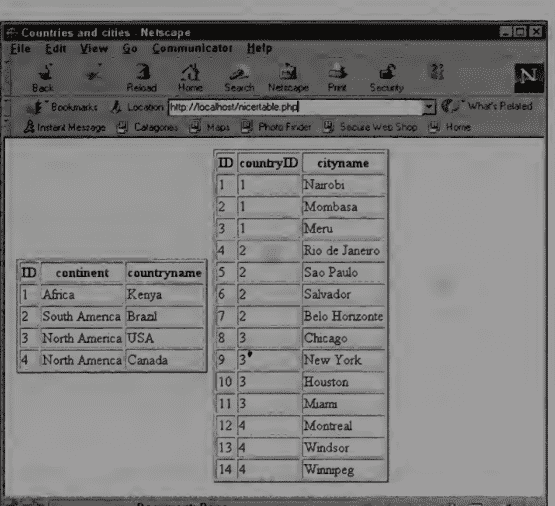 Countries and cities - Netscape
File Edit View Go Communicator Help
Back Reload Home Search Netscape Print Security
N
Bookmarks Location http://localhost/nicertable.php What's Related
Instant Message Categories Maps Photo Finder Secure Web Shop Home
ID continent countryname
1 Africa Kenya
2 South America Brazil
3 North America USA
4 North America Canada
ID countryID cityname
1 1 Nairobi
2 1 Mombasa
3 1 Meru
4 2 Rio de Janeiro
5 2 Sao Paulo
6 2 Salvador
7 2 Belo Horizonte
8 3 Chicago
9 3 New York
10 3 Houston
11 3 Miami
12 4 Montreal
13 4 Windsor
14 4 Winnipeg